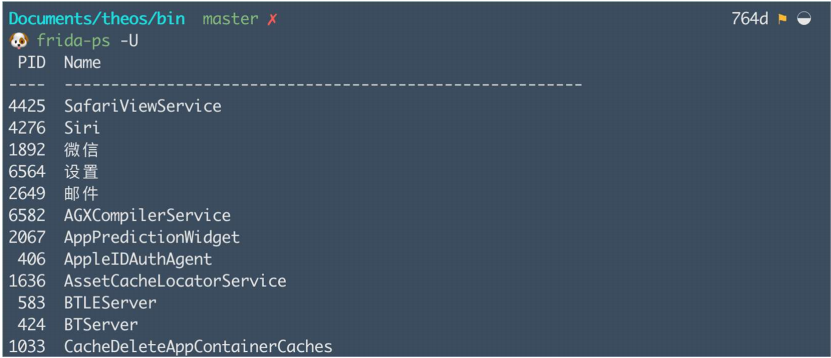 Documents/theos/bin  master ✗ 764d
frida-ps -U
 PID  Name
----  ------------------------------------------------------
4425  SafariViewService
4276  Siri
1892  微信
6564  设置
2649  邮件
6582  AGXCompilerService
2067  AppPredictionWidget
 406  AppleIDAuthAgent
1636  AssetCacheLocatorService
 583  BTLEServer
 424  BTServer
1033  CacheDeleteAppContainerCaches